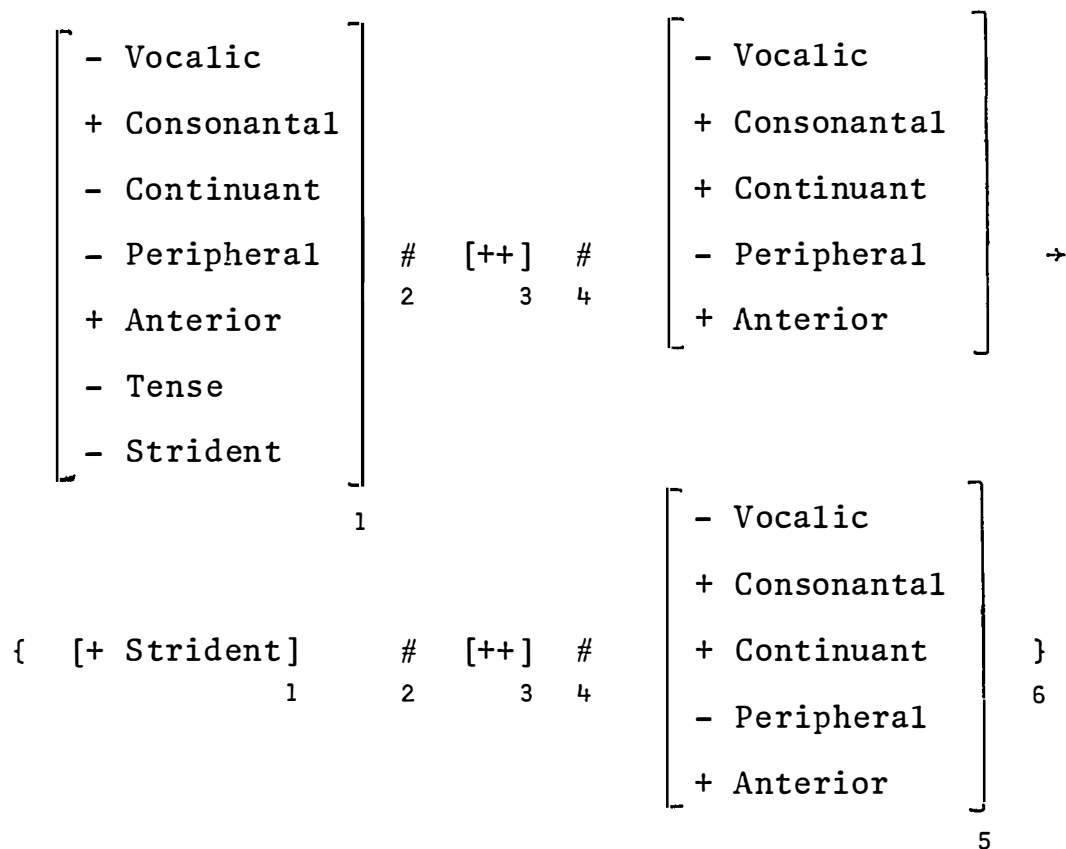 - Vocalic - Vocalic
+ Consonantal + Consonantal
- Continuant + Continuant
- Peripheral # [++] # - Peripheral →
2 3 4
+ Anterior + Anterior
- Tense
- Strident
1 - Vocalic
+ Consonantal
{ [+ Strident] # [++] # + Continuant }
1 2 3 4 6
- Peripheral
+ Anterior
5